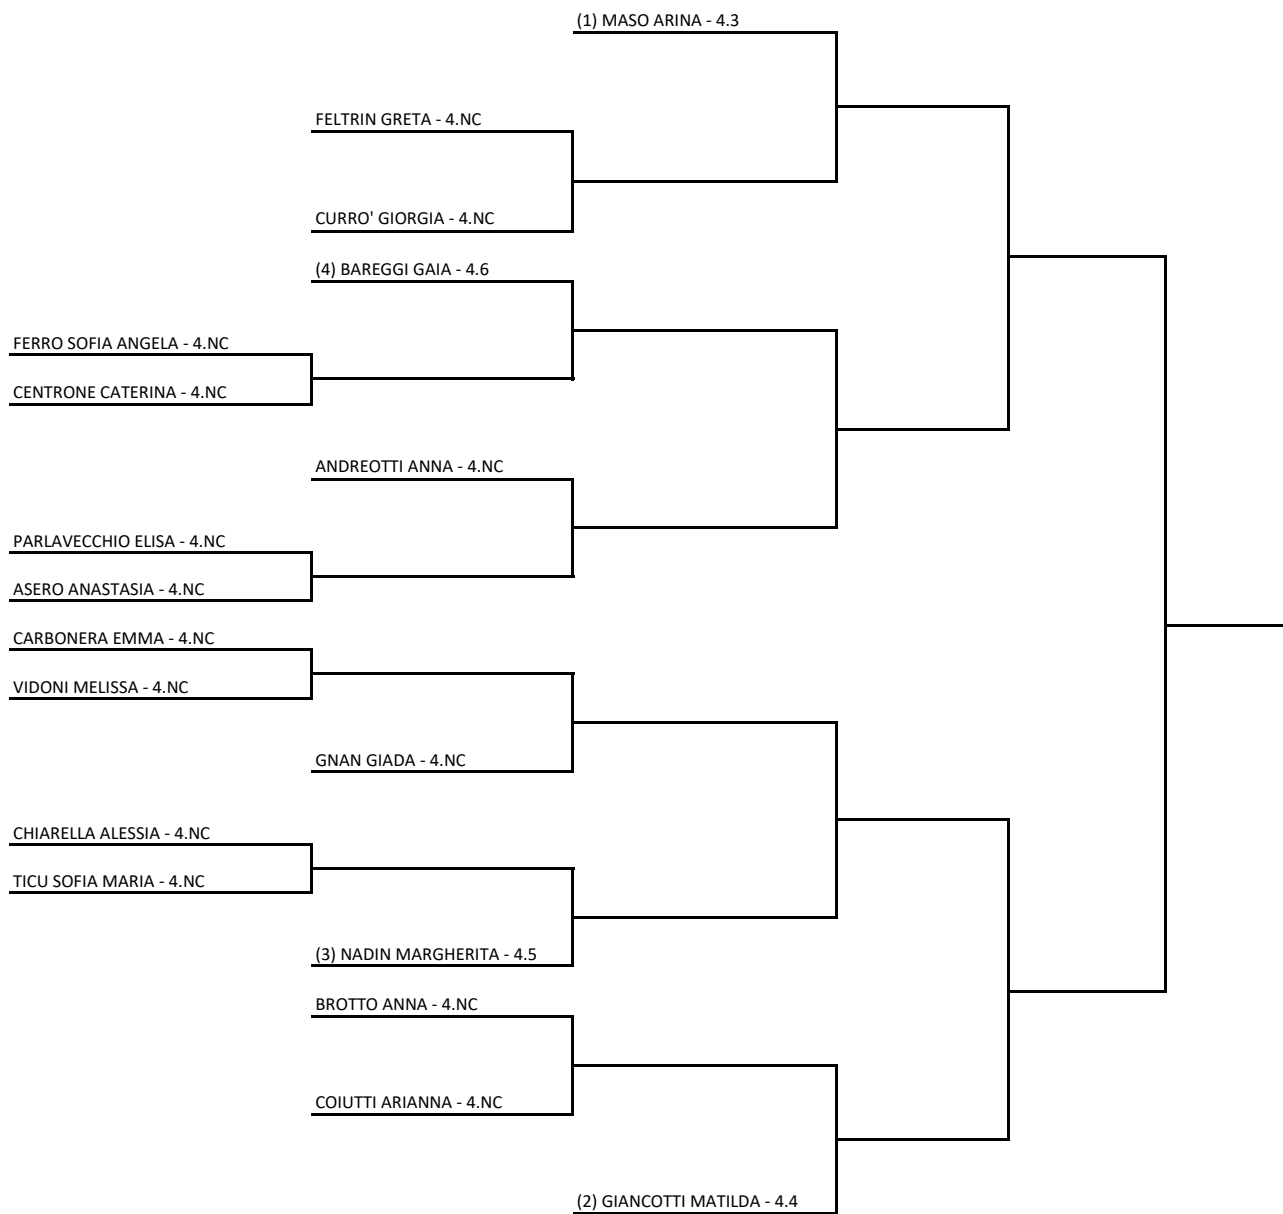 (1) MASO ARINA - 4.3
FELTRIN GRETA - 4.NC
CURRO' GIORGIA - 4.NC
(4) BAREGGI GAIA - 4.6
FERRO SOFIA ANGELA - 4.NC
CENTRONE CATERINA - 4.NC
ANDREOTTI ANNA - 4.NC
PARLAVECCHIO ELISA - 4.NC
ASERO ANASTASIA - 4.NC
CARBONERA EMMA - 4.NC
VIDONI MELISSA - 4.NC
GNAN GIADA - 4.NC
CHIARELLA ALESSIA - 4.NC
TICU SOFIA MARIA - 4.NC
(3) NADIN MARGHERITA - 4.5
BROTTO ANNA - 4.NC
COIUTTI ARIANNA - 4.NC
(2) GIANCOTTI MATILDA - 4.4